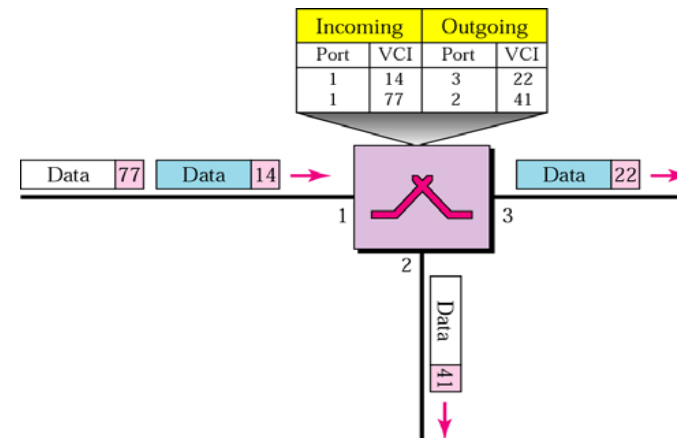 Incoming Outgoing
Port VCI Port VCI
1 14 3 22
1 77 2 41
Data 77 Data 14 Data 22
1 3
2
Data 41